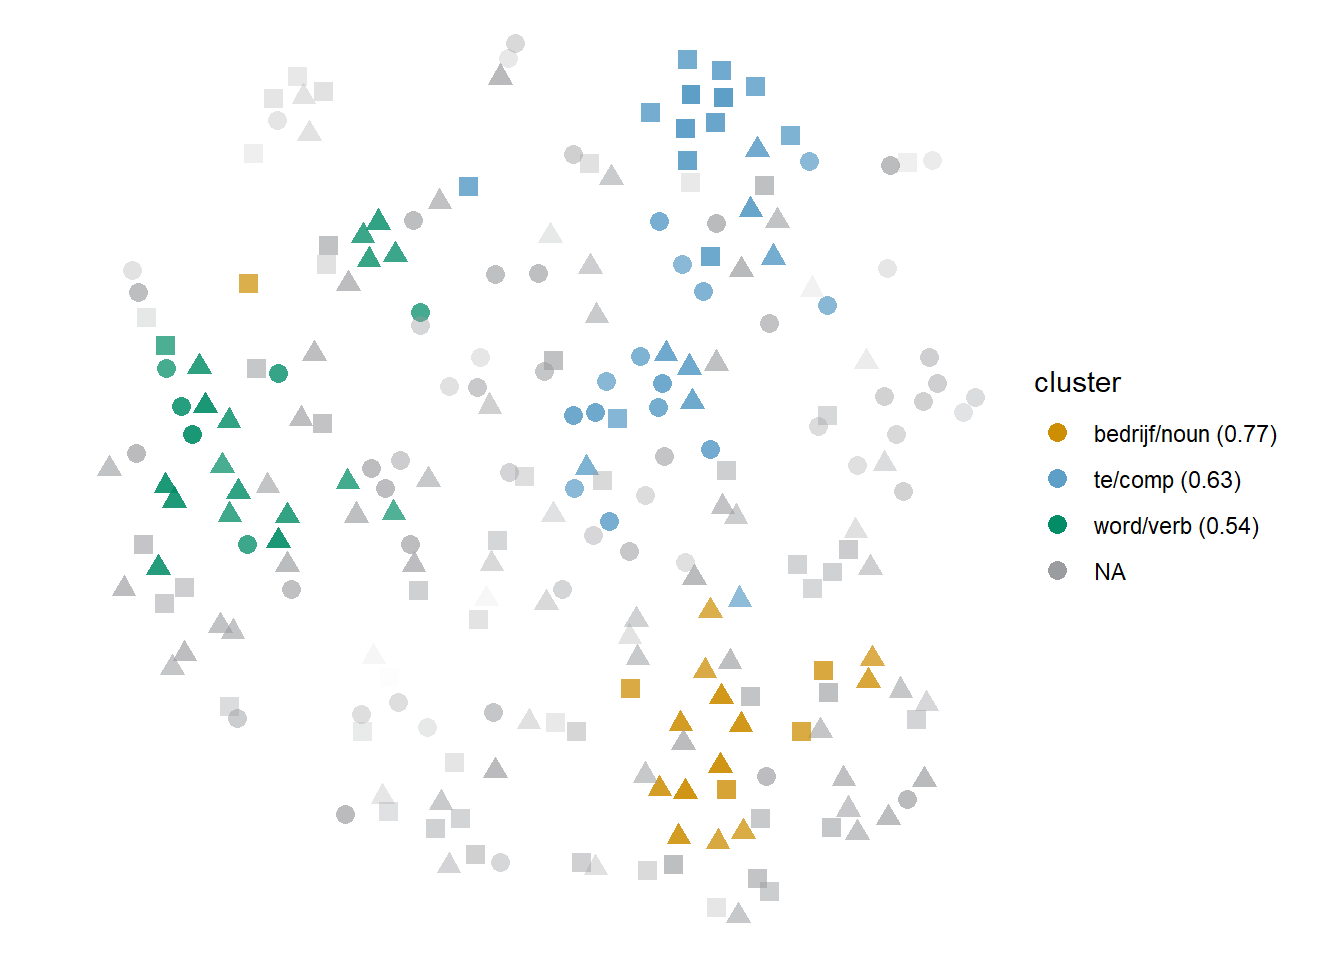 cluster
bedrijf/noun (0.77)
te/comp (0.63)
word/verb (0.54)
NA